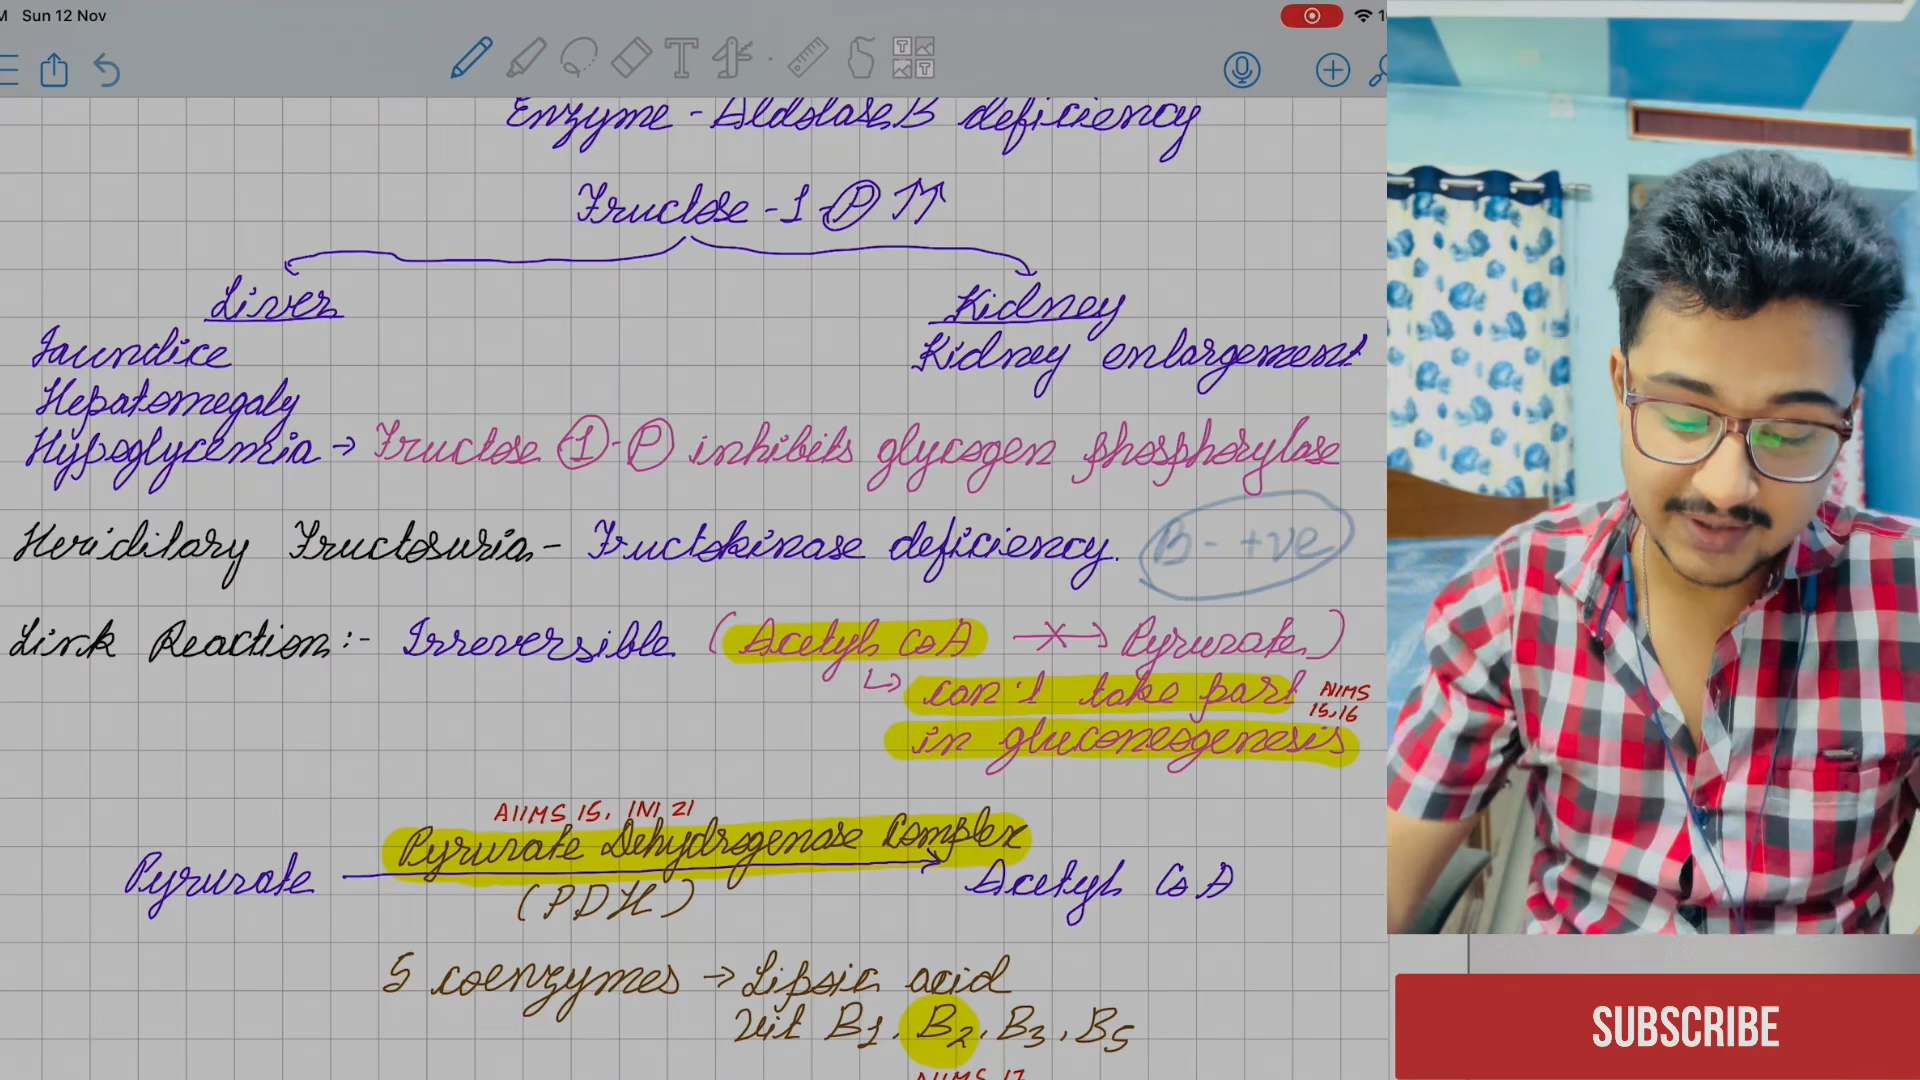 Sun 12 Nov
Enzyme - Aldolase B deficiency
Fructose - 1 - P ↑↑
Liver
Kidney
Jaundice
Kidney enlargement
Hepatomegaly
Hypoglycemia → Fructose 1 - P inhibits glycogen phosphorylase
Heriditary Fructosuria - Fructokinase deficiency.
B - +ve
Link Reaction :- Irreversible (Acetyl CoA → Pyruvate)
↳ can't take part
AIIMS
15,16
in gluconeogenesis
AIIMS 15, INI 21
Pyruvate Dehydrogenase Complex
Pyruvate
Acetyl CoA
(PDH)
5 coenzymes → Lipoic acid
Vit B1, B2, B3, B5
AIIMS 17
SUBSCRIBE